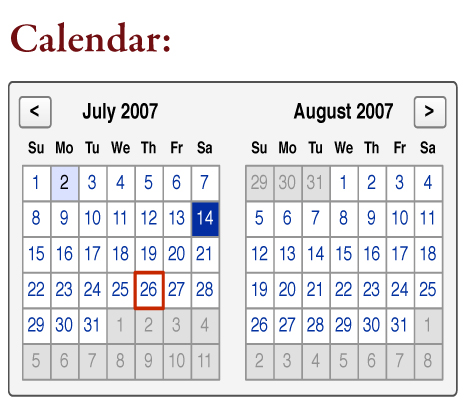 Calendar:
< July 2007 August 2007 >
Su Mo Tu We Th Fr Sa Su Mo Tu We Th Fr Sa
1 2 3 4 5 6 7 29 30 31 1 2 3 4
8 9 10 11 12 13 14 5 6 7 8 9 10 11
15 16 17 18 19 20 21 12 13 14 15 16 17 18
22 23 24 25 26 27 28 19 20 21 22 23 24 25
29 30 31 1 2 3 4 26 27 28 29 30 31 1
5 6 7 8 9 10 11 2 3 4 5 6 7 8